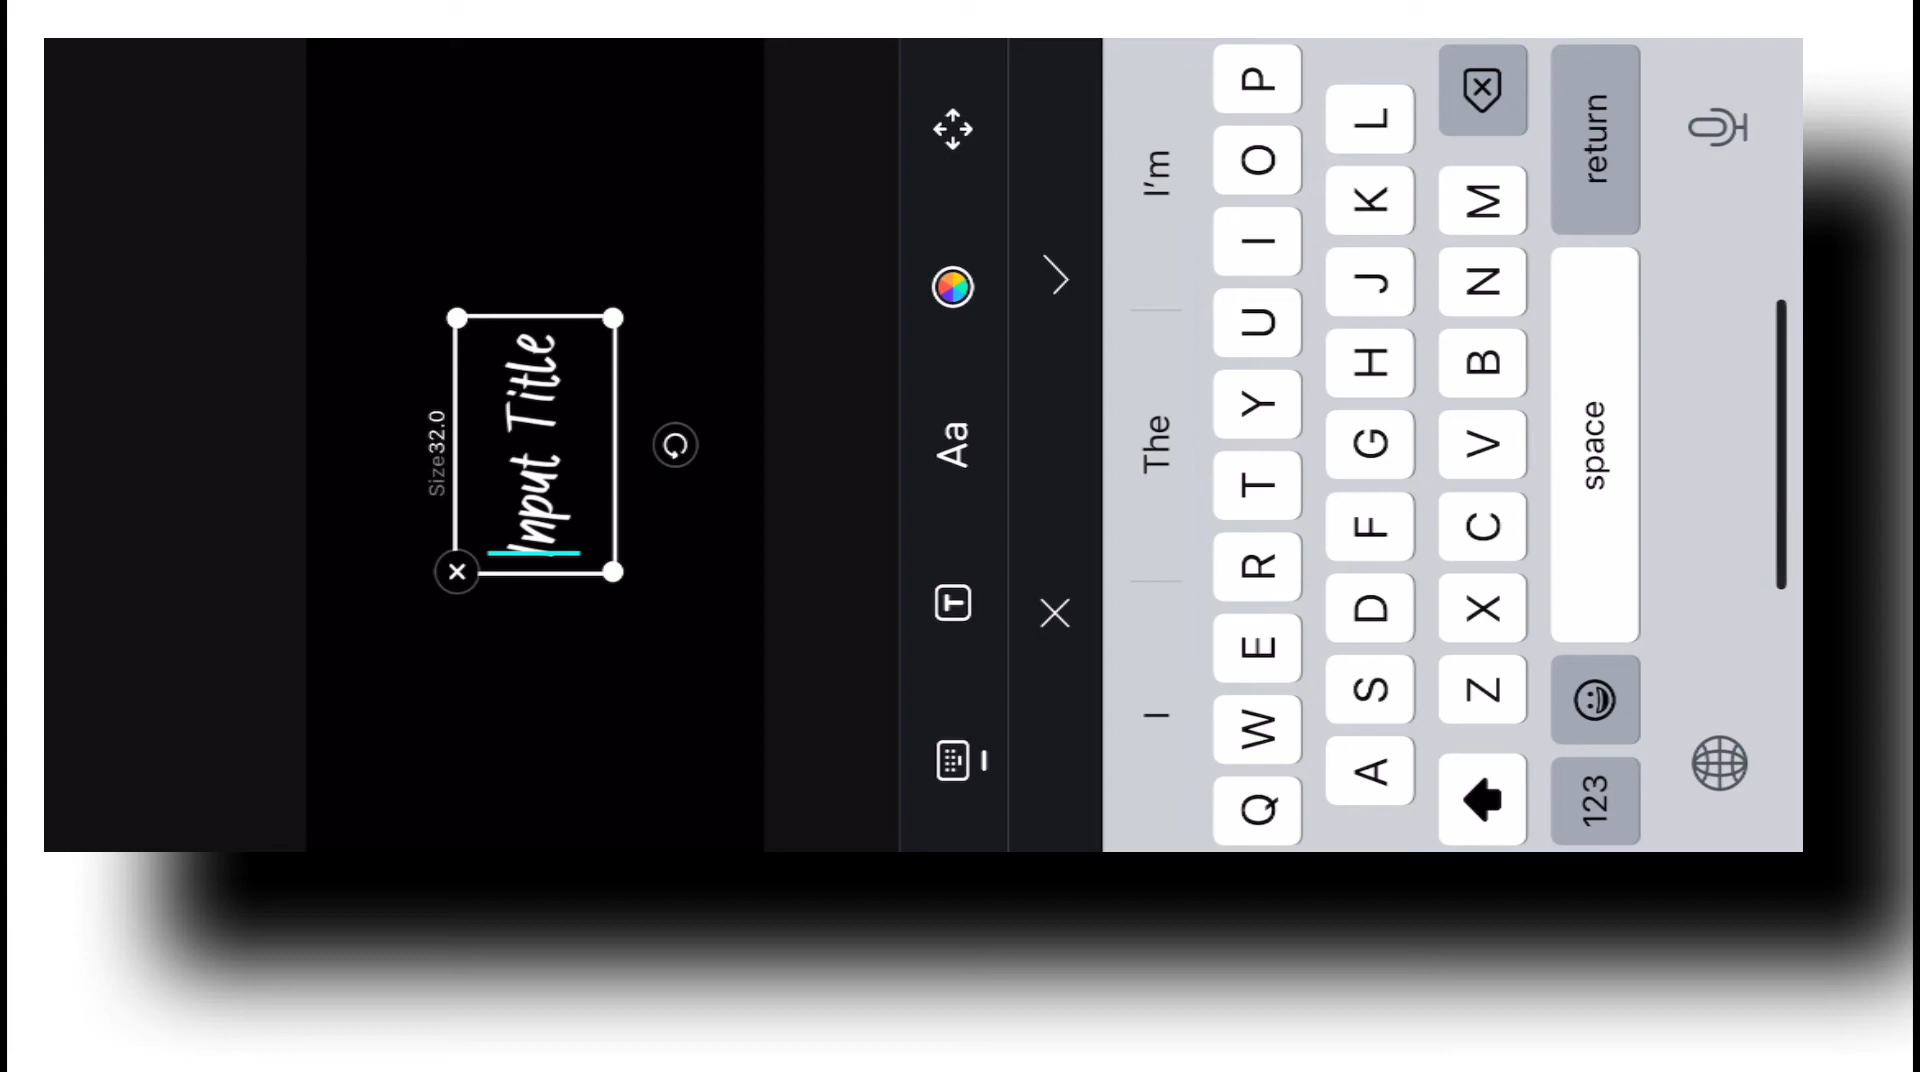 Size32.0
Input Title
T Aa
I The I'm
Q W E R T Y U I O P
A S D F G H J K L
Z X C V B N M
123 space return